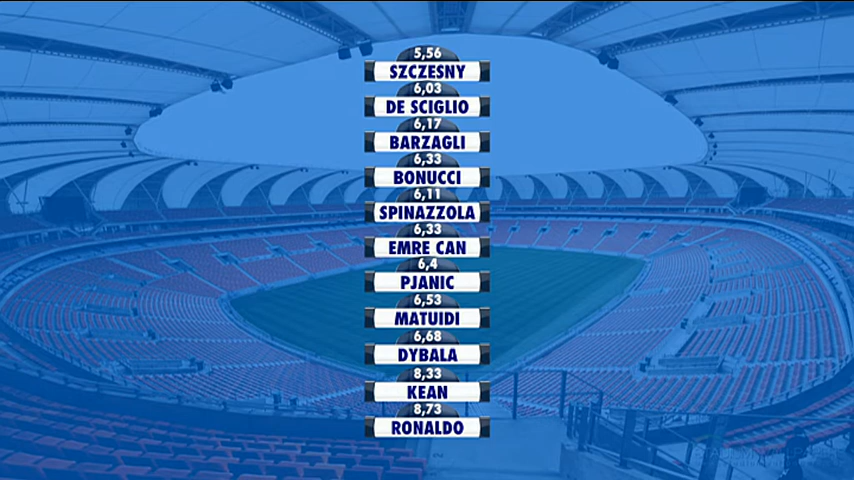 5,56
SZCZESNY
6,03
DE SCIGLIO
6,17
BARZAGLI
6,33
BONUCCI
6,11
SPINAZZOLA
6,33
EMRE CAN
6,4
PJANIC
6,53
MATUIDI
6,68
DYBALA
8,33
KEAN
8,73
RONALDO